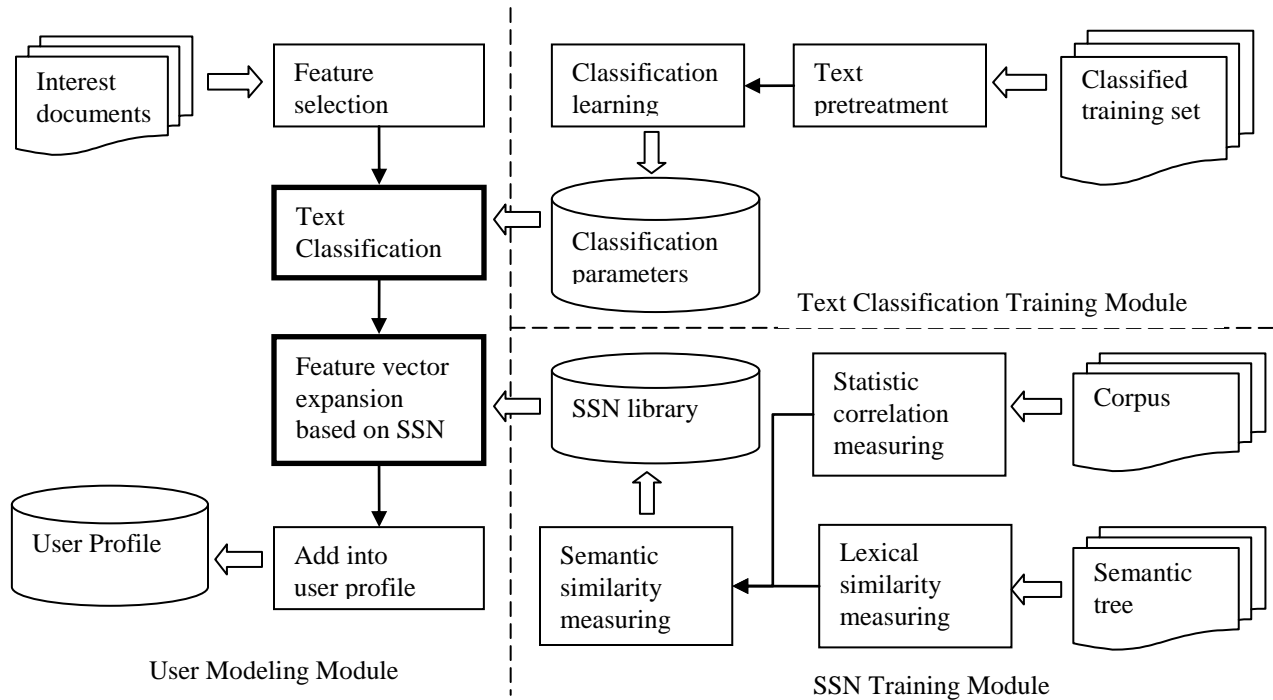 Interest
documents
Feature
selection
Classification
learning
Text
pretreatment
Classified
training set
Text
Classification
Classification
parameters
Text Classification Training Module
Feature vector
expansion
based on SSN
SSN library
Statistic
correlation
measuring
Corpus
User Profile
Add into
user profile
Semantic
similarity
measuring
Lexical
similarity
measuring
Semantic
tree
User Modeling Module
SSN Training Module